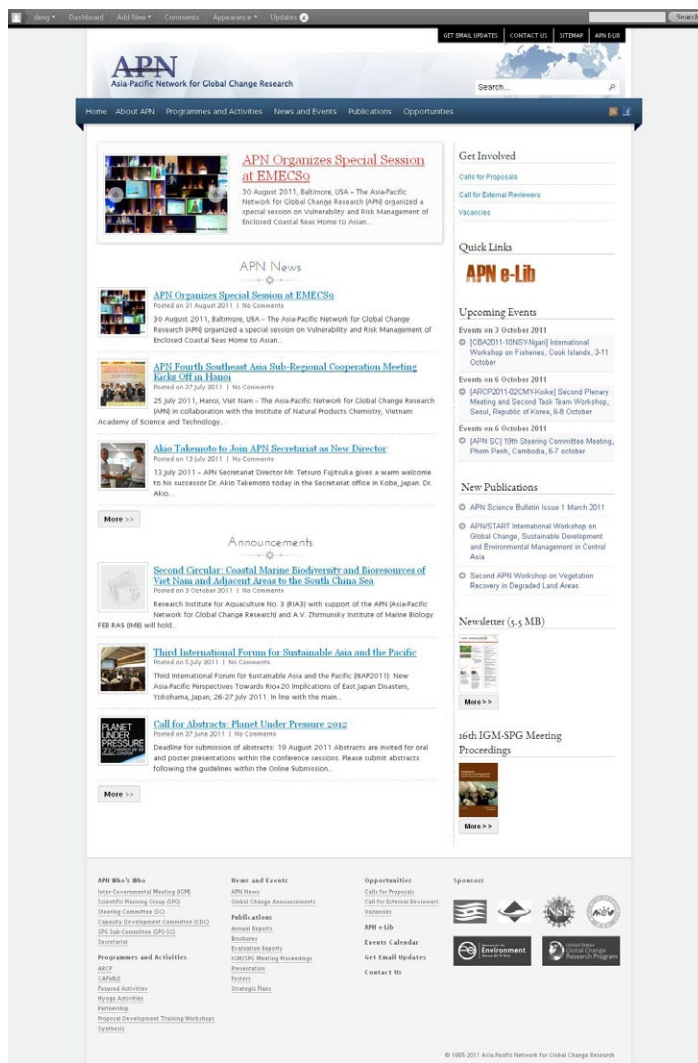 deng
Dashboard
Add New
Comments
Appearance
Updates 4
Search
GET EMAIL UPDATES
CONTACT US
SITEMAP
APN E-LIB
APN
Asia-Pacific Network for Global Change Research
Search...
Home
About APN
Programmes and Activities
News and Events
Publications
Opportunities
APN Organizes Special Session
at EMECS9
30 August 2011, Baltimore, USA – The Asia-Pacific
Network for Global Change Research (APN) organized a
special session on Vulnerability and Risk Management of
Enclosed Coastal Seas Home to Asian...
APN News
APN Organizes Special Session at EMECS9
Posted on 31 August 2011 | No Comments
30 August 2011, Baltimore, USA – The Asia-Pacific Network for Global Change
Research (APN) organized a special session on Vulnerability and Risk Management of
Enclosed Coastal Seas Home to Asian...
APN Fourth Southeast Asia Sub-Regional Cooperation Meeting
Kicks Off in Hanoi
Posted on 27 July 2011 | No Comments
25 July 2011, Hanoi, Viet Nam – The Asia-Pacific Network for Global Change Research
(APN) in collaboration with the Institute of Natural Products Chemistry, Vietnam
Academy of Science and Technology...
Akio Takemoto to Join APN Secretariat as New Director
Posted on 13 July 2011 | No Comments
13 July 2011 – APN Secretariat Director Mr. Tetsuro Fujitsuka gives a warm welcome
to his successor Dr. Akio Takemoto today in the Secretariat office in Kobe, Japan. Dr.
Akio...
More >>
Announcements
Second Circular: Coastal Marine Biodiversity and Bioresources of
Viet Nam and Adjacent Areas to the South China Sea
Posted on 3 October 2011 | No Comments
Research Institute for Aquaculture No. 3 (RIA3) with support of the APN (Asia-Pacific
Network for Global Change Research) and A.V. Zhirmunsky Institute of Marine Biology
FEB RAS (IMB) will hold...
Third International Forum for Sustainable Asia and the Pacific
Posted on 5 July 2011 | No Comments
Third International Forum for Sustainable Asia and the Pacific (ISAP2011): New
Asia-Pacific Perspectives Towards Rio+20 Implications of East Japan Disasters,
Yokohama, Japan, 26-27 July 2011. In line with the main...
Call for Abstracts: Planet Under Pressure 2012
Posted on 27 June 2011 | No Comments
PLANET
UNDER
PRESSURE
Deadline for submission of abstracts: 19 August 2011 Abstracts are invited for oral
and poster presentations within the conference sessions. Please submit abstracts
following the guidelines within the Online Submission...
More >>
Get Involved
Calls for Proposals
Call for External Reviewers
Vacancies
Quick Links
APN e-Lib
Upcoming Events
Events on 3 October 2011
[CBA2011-10NSY-Ngari] International
Workshop on Fisheries, Cook Islands, 3-11
October
Events on 6 October 2011
[ARCP2011-02CMY-Koike] Second Plenary
Meeting and Second Task Team Workshop,
Seoul, Republic of Korea, 6-8 October
Events on 6 October 2011
[APN SC] 19th Steering Committee Meeting,
Phom Penh, Cambodia, 6-7 october
New Publications
APN Science Bulletin Issue 1 March 2011
APN/START International Workshop on
Global Change, Sustainable Development
and Environmental Management in Central
Asia
Second APN Workshop on Vegetation
Recovery in Degraded Land Areas
Newsletter (5.5 MB)
More >>
16th IGM-SPG Meeting
Proceedings
More >>
APN Who's Who
Inter-Governmental Meeting (IGM)
Scientific Planning Group (SPG)
Steering Committee (SC)
Capacity Development Committee (CDC)
SPG Sub-Committee (SPG-SC)
Secretariat
Programmes and Activities
ARCP
CAPaBLE
Focused Activities
Hyogo Activities
Partnership
Proposal Development Training Workshops
Synthesis
News and Events
APN News
Global Change Announcements
Publications
Annual Reports
Brochures
Evaluation Reports
IGM/SPG Meeting Proceedings
Presentation
Posters
Strategic Plans
Opportunities
Calls for Proposals
Call for External Reviewers
Vacancies
APN e-Lib
Events Calendar
Get Email Updates
Contact Us
Sponsors
NSF
Environment
United States
Global Change
Research Program
© 1995-2011 Asia-Pacific Network for Global Change Research